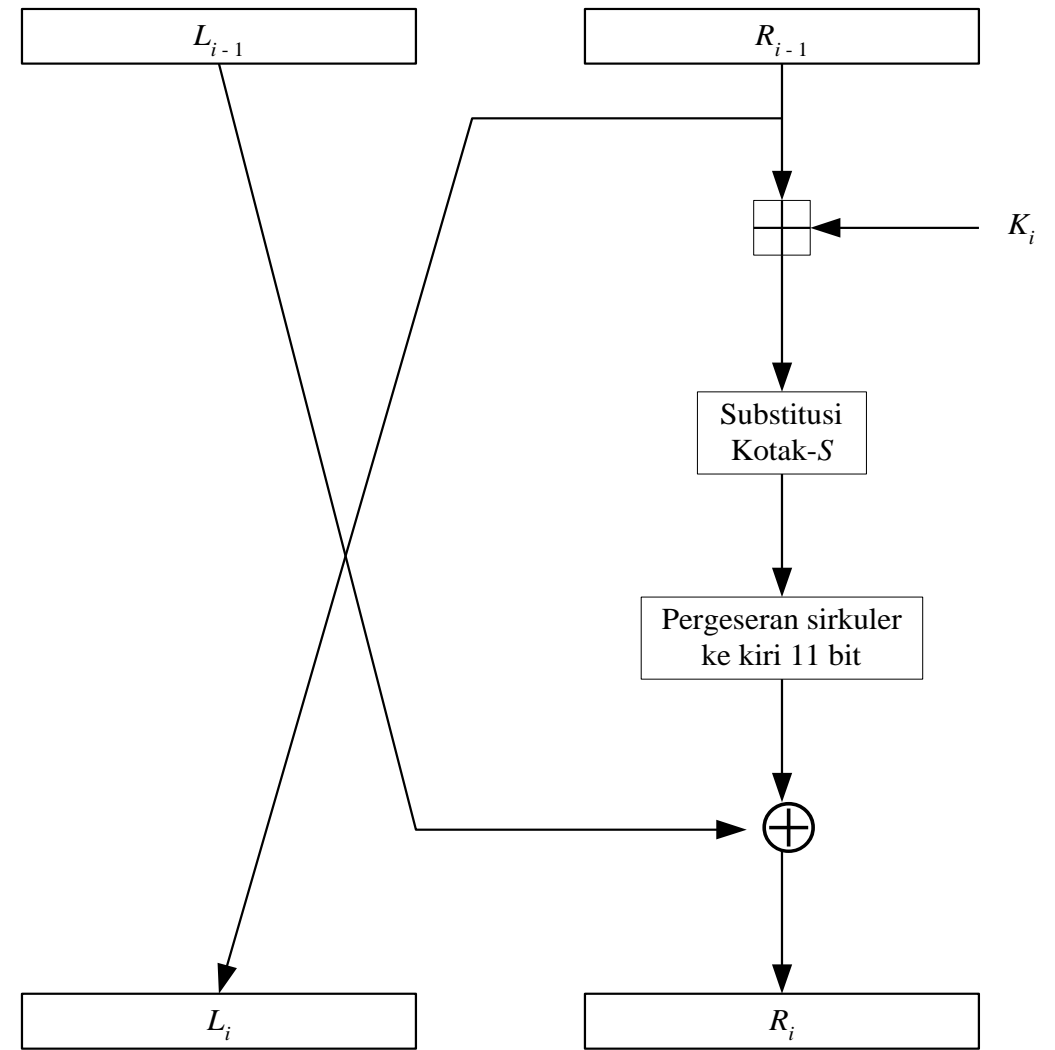 L_{i - 1}
R_{i - 1}
K_i
Substitusi
Kotak-S
Pergeseran sirkuler
ke kiri 11 bit
L_i
R_i